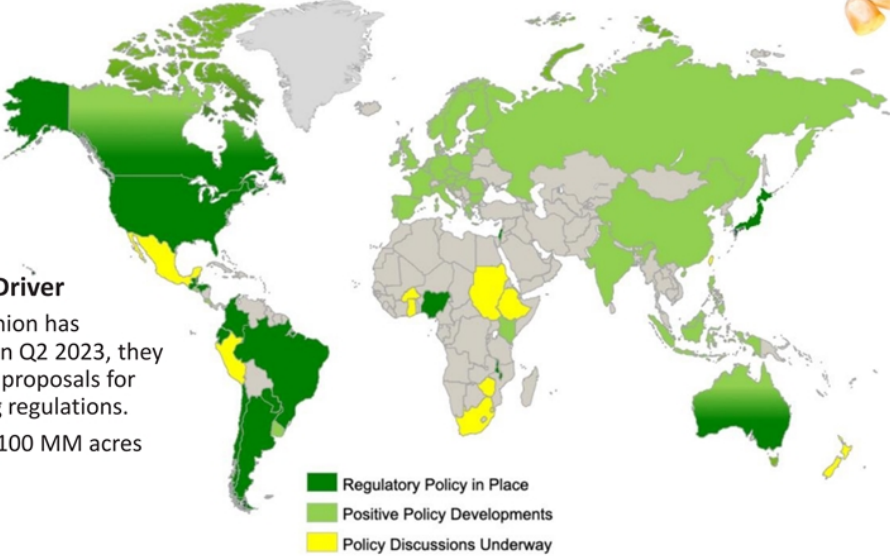 Driver
nion has
n Q2 2023, they
proposals for
g regulations.
100 MM acres
Regulatory Policy in Place
Positive Policy Developments
Policy Discussions Underway